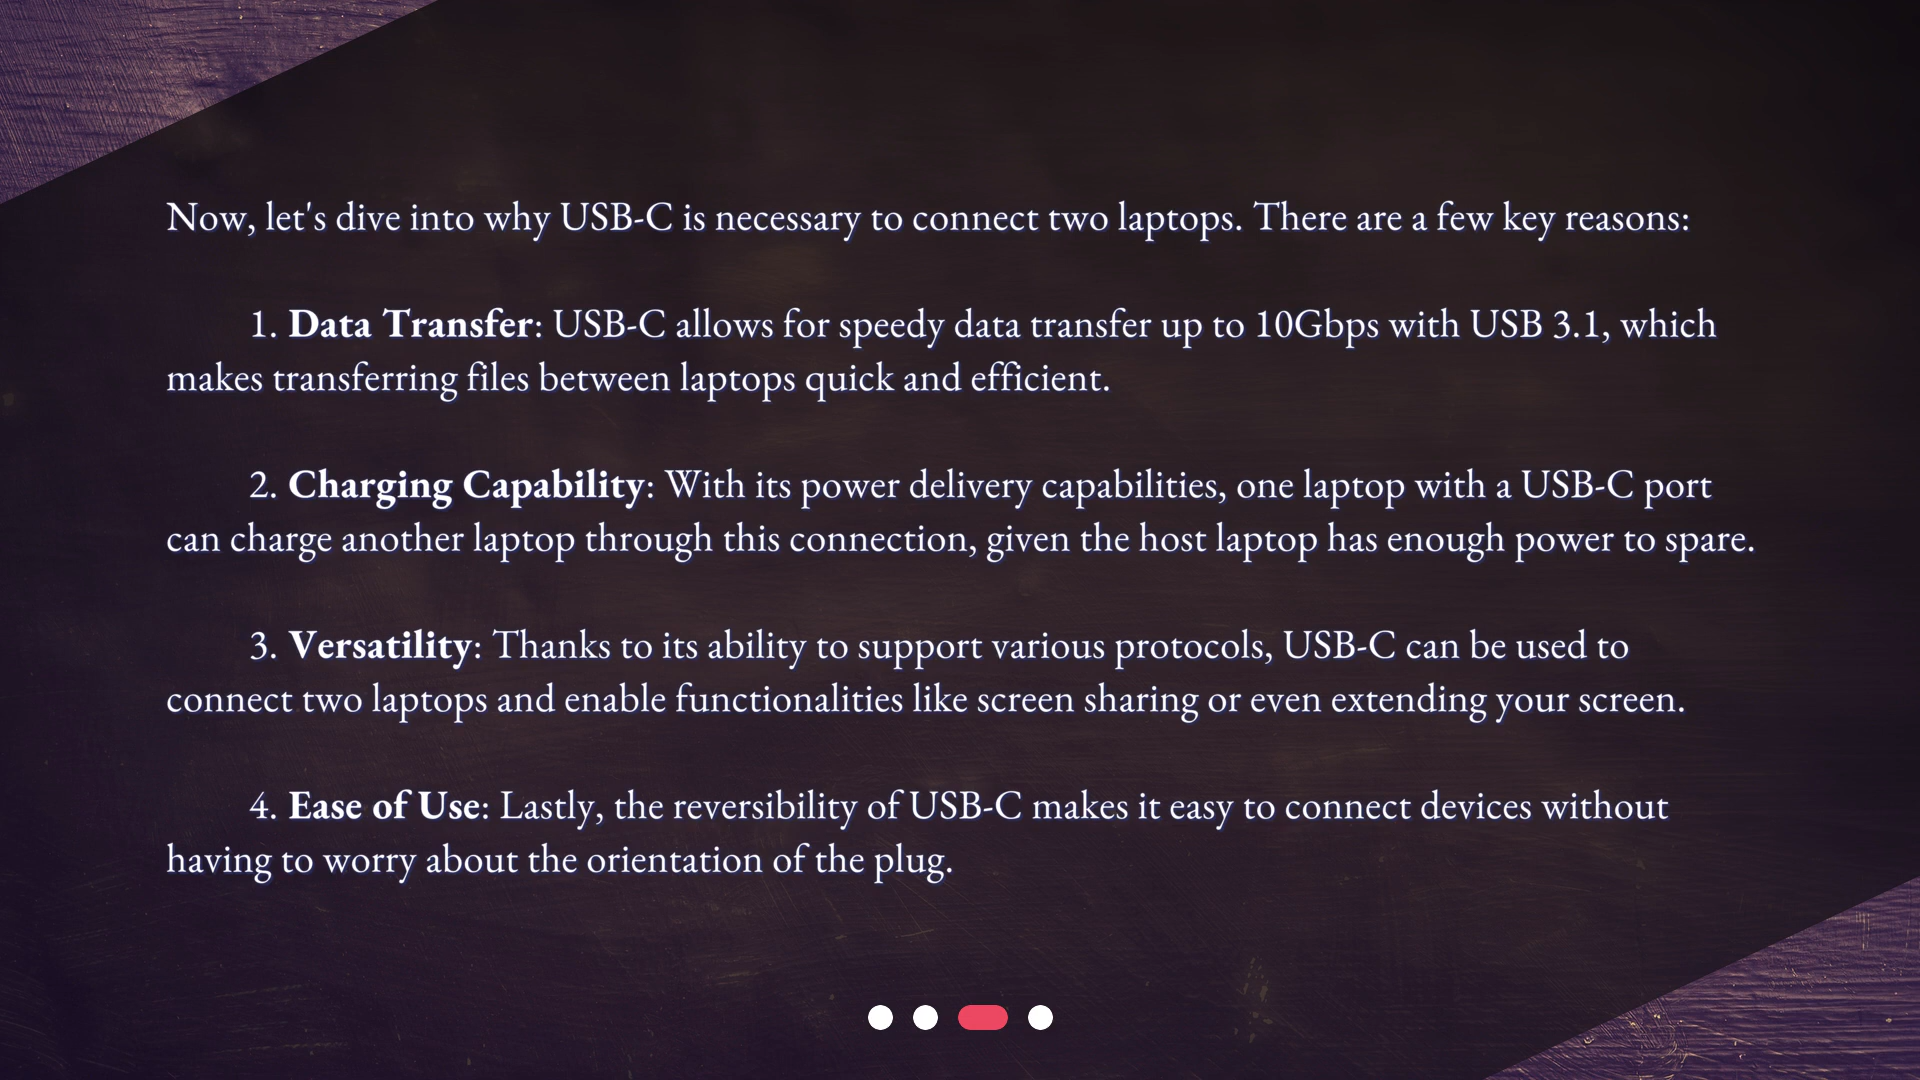 Now, let's dive into why USB-C is necessary to connect two laptops. There are a few key reasons:
1. Data Transfer: USB-C allows for speedy data transfer up to 10Gbps with USB 3.1, which
makes transferring files between laptops quick and efficient.
2. Charging Capability: With its power delivery capabilities, one laptop with a USB-C port
can charge another laptop through this connection, given the host laptop has enough power to spare.
3. Versatility: Thanks to its ability to support various protocols, USB-C can be used to
connect two laptops and enable functionalities like screen sharing or even extending your screen.
4. Ease of Use: Lastly, the reversibility of USB-C makes it easy to connect devices without
having to worry about the orientation of the plug.